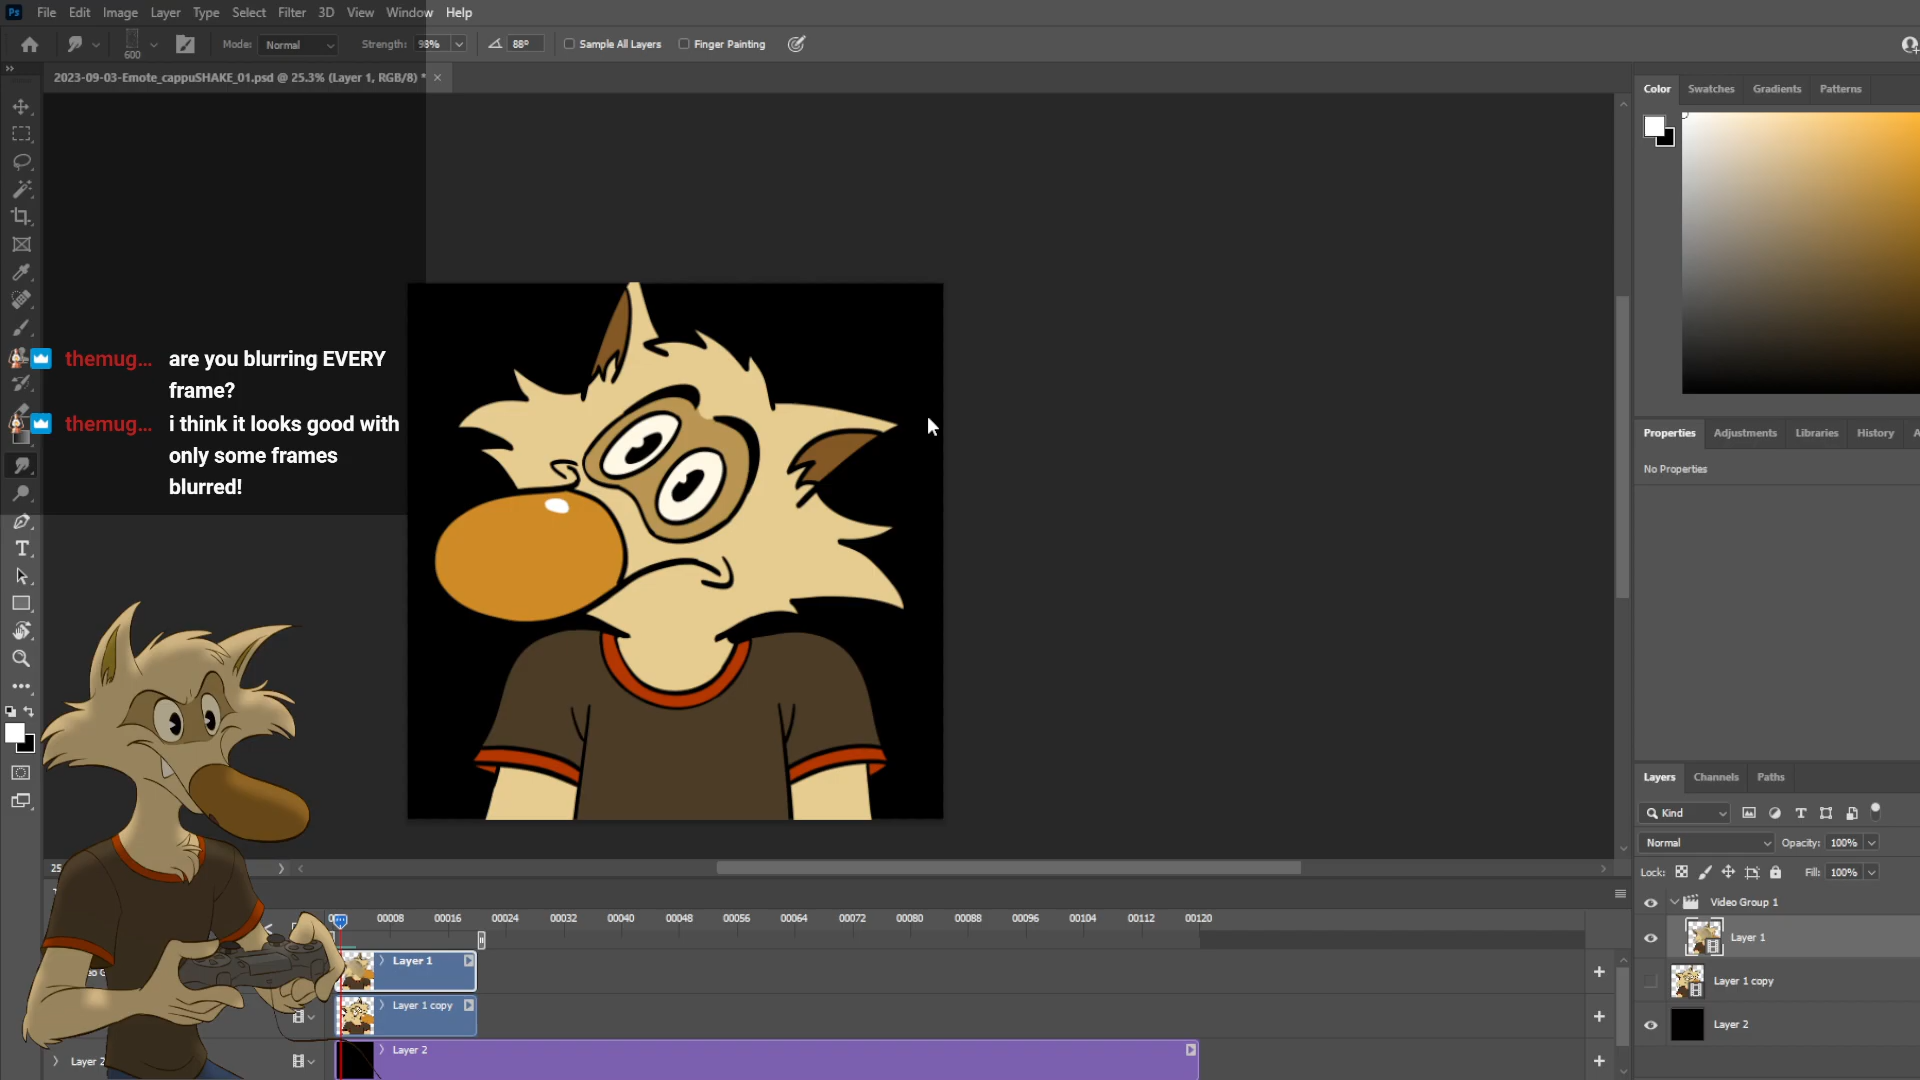 Ps File Edit Image Layer Type Select Filter 3D View Window Help
600 Mode: Normal Strength: 98% 88° Sample All Layers Finger Painting
2023-09-03-Emote_cappuSHAKE_01.psd @ 25.3% (Layer 1, RGB/8) *
Color Swatches Gradients Patterns
themug... are you blurring EVERY
frame?
themug... i think it looks good with
only some frames
blurred!
Properties Adjustments Libraries History
No Properties
Layers Channels Paths
Kind
Normal Opacity: 100%
Lock: Fill: 100%
Video Group 1
Layer 1
Layer 1 copy
Layer 2
25
00008 00016 00024 00032 00040 00048 00056 00064 00072 00080 00088 00096 00104 00112 00120
Layer 1
Layer 1 copy
Layer 2
Layer 2